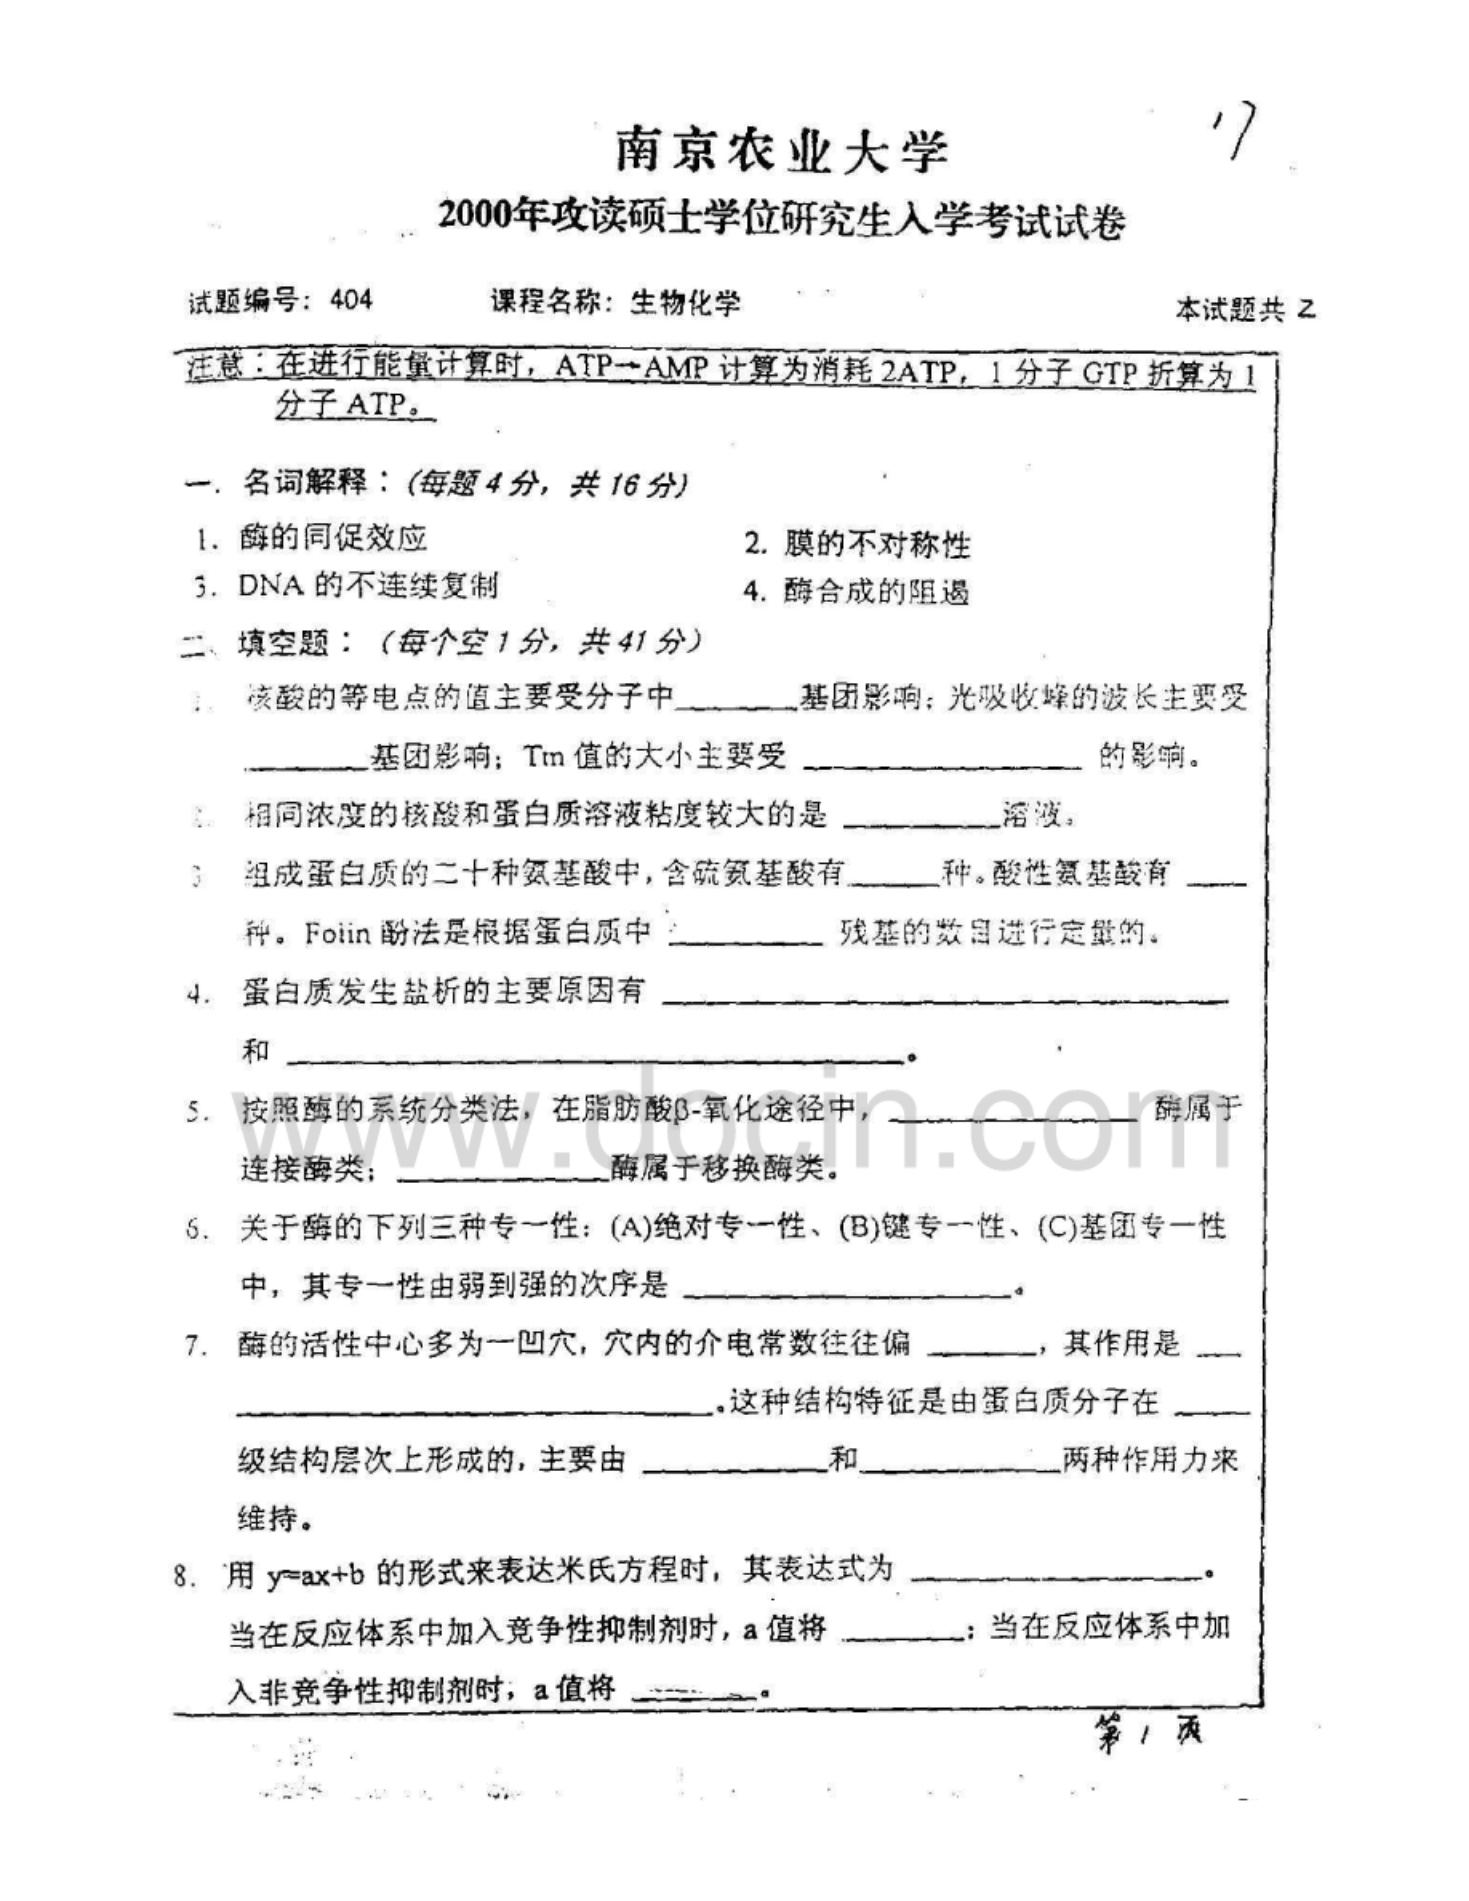 17
南京农业大学
2000年攻读硕士学位研究生入学考试试卷
试题编号：404 课程名称：生物化学 本试题共 2
注意：在进行能量计算时，ATP→AMP 计算为消耗 2ATP，1 分子 GTP 折算为 1
分子 ATP。
一．名词解释：（每题 4 分，共 16 分）
1. 酶的同促效应 2. 膜的不对称性
3. DNA 的不连续复制 4. 酶合成的阻遏
二、填空题：（每个空 1 分，共 41 分）
1. 核酸的等电点的值主要受分子中________基团影响；光吸收峰的波长主要受
________基团影响；Tm 值的大小主要受 __________________ 的影响。
2. 相同浓度的核酸和蛋白质溶液粘度较大的是 __________溶液。
3 组成蛋白质的二十种氨基酸中，含硫氨基酸有______种。酸性氨基酸有 ____
种。Foiin 酚法是根据蛋白质中 __________ 残基的数目进行定量的。
4. 蛋白质发生盐析的主要原因有 ____________________________________
和 ________________________________________。
5. 按照酶的系统分类法，在脂肪酸β-氧化途径中，________________ 酶属于
连接酶类；______________酶属于移换酶类。
www.docin.com
6. 关于酶的下列三种专一性：(A)绝对专一性、(B)键专一性、(C)基团专一性
中，其专一性由弱到强的次序是 _____________________。
7. 酶的活性中心多为一凹穴，穴内的介电常数往往偏 _______，其作用是 ___
______________________________。这种结构特征是由蛋白质分子在 _____
级结构层次上形成的，主要由 ____________和_____________两种作用力来
维持。
8. 用 y=ax+b 的形式来表达米氏方程时，其表达式为 ___________________。
当在反应体系中加入竞争性抑制剂时，a 值将 ________；当在反应体系中加
入非竞争性抑制剂时，a 值将 ________。
第 1 页